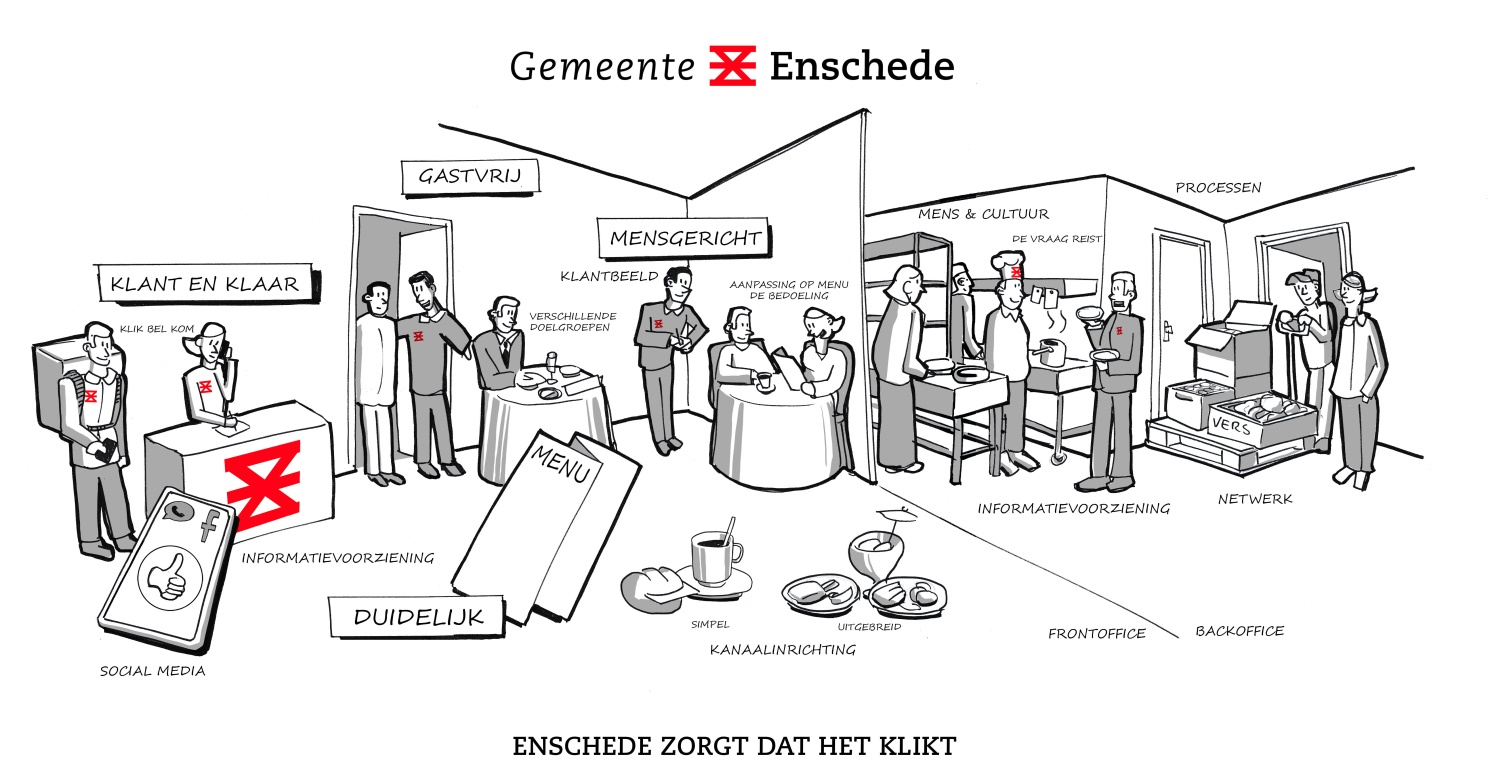 Gemeente Enschede
GASTVRIJ
PROCESSEN
MENS & CULTUUR
MENSGERICHT
DE VRAAG REIST
KLANT EN KLAAR
KLANTBEELD
AANPASSING OP MENU
DE BEDOELING
VERSCHILLENDE
DOELGROEPEN
KLIK BEL KOM
VERS
MENU
NETWERK
INFORMATIEVOORZIENING
INFORMATIEVOORZIENING
DUIDELIJK
SIMPEL
UITGEBREID
KANAALINRICHTING
FRONTOFFICE
BACKOFFICE
SOCIAL MEDIA
ENSCHEDE ZORGT DAT HET KLIKT